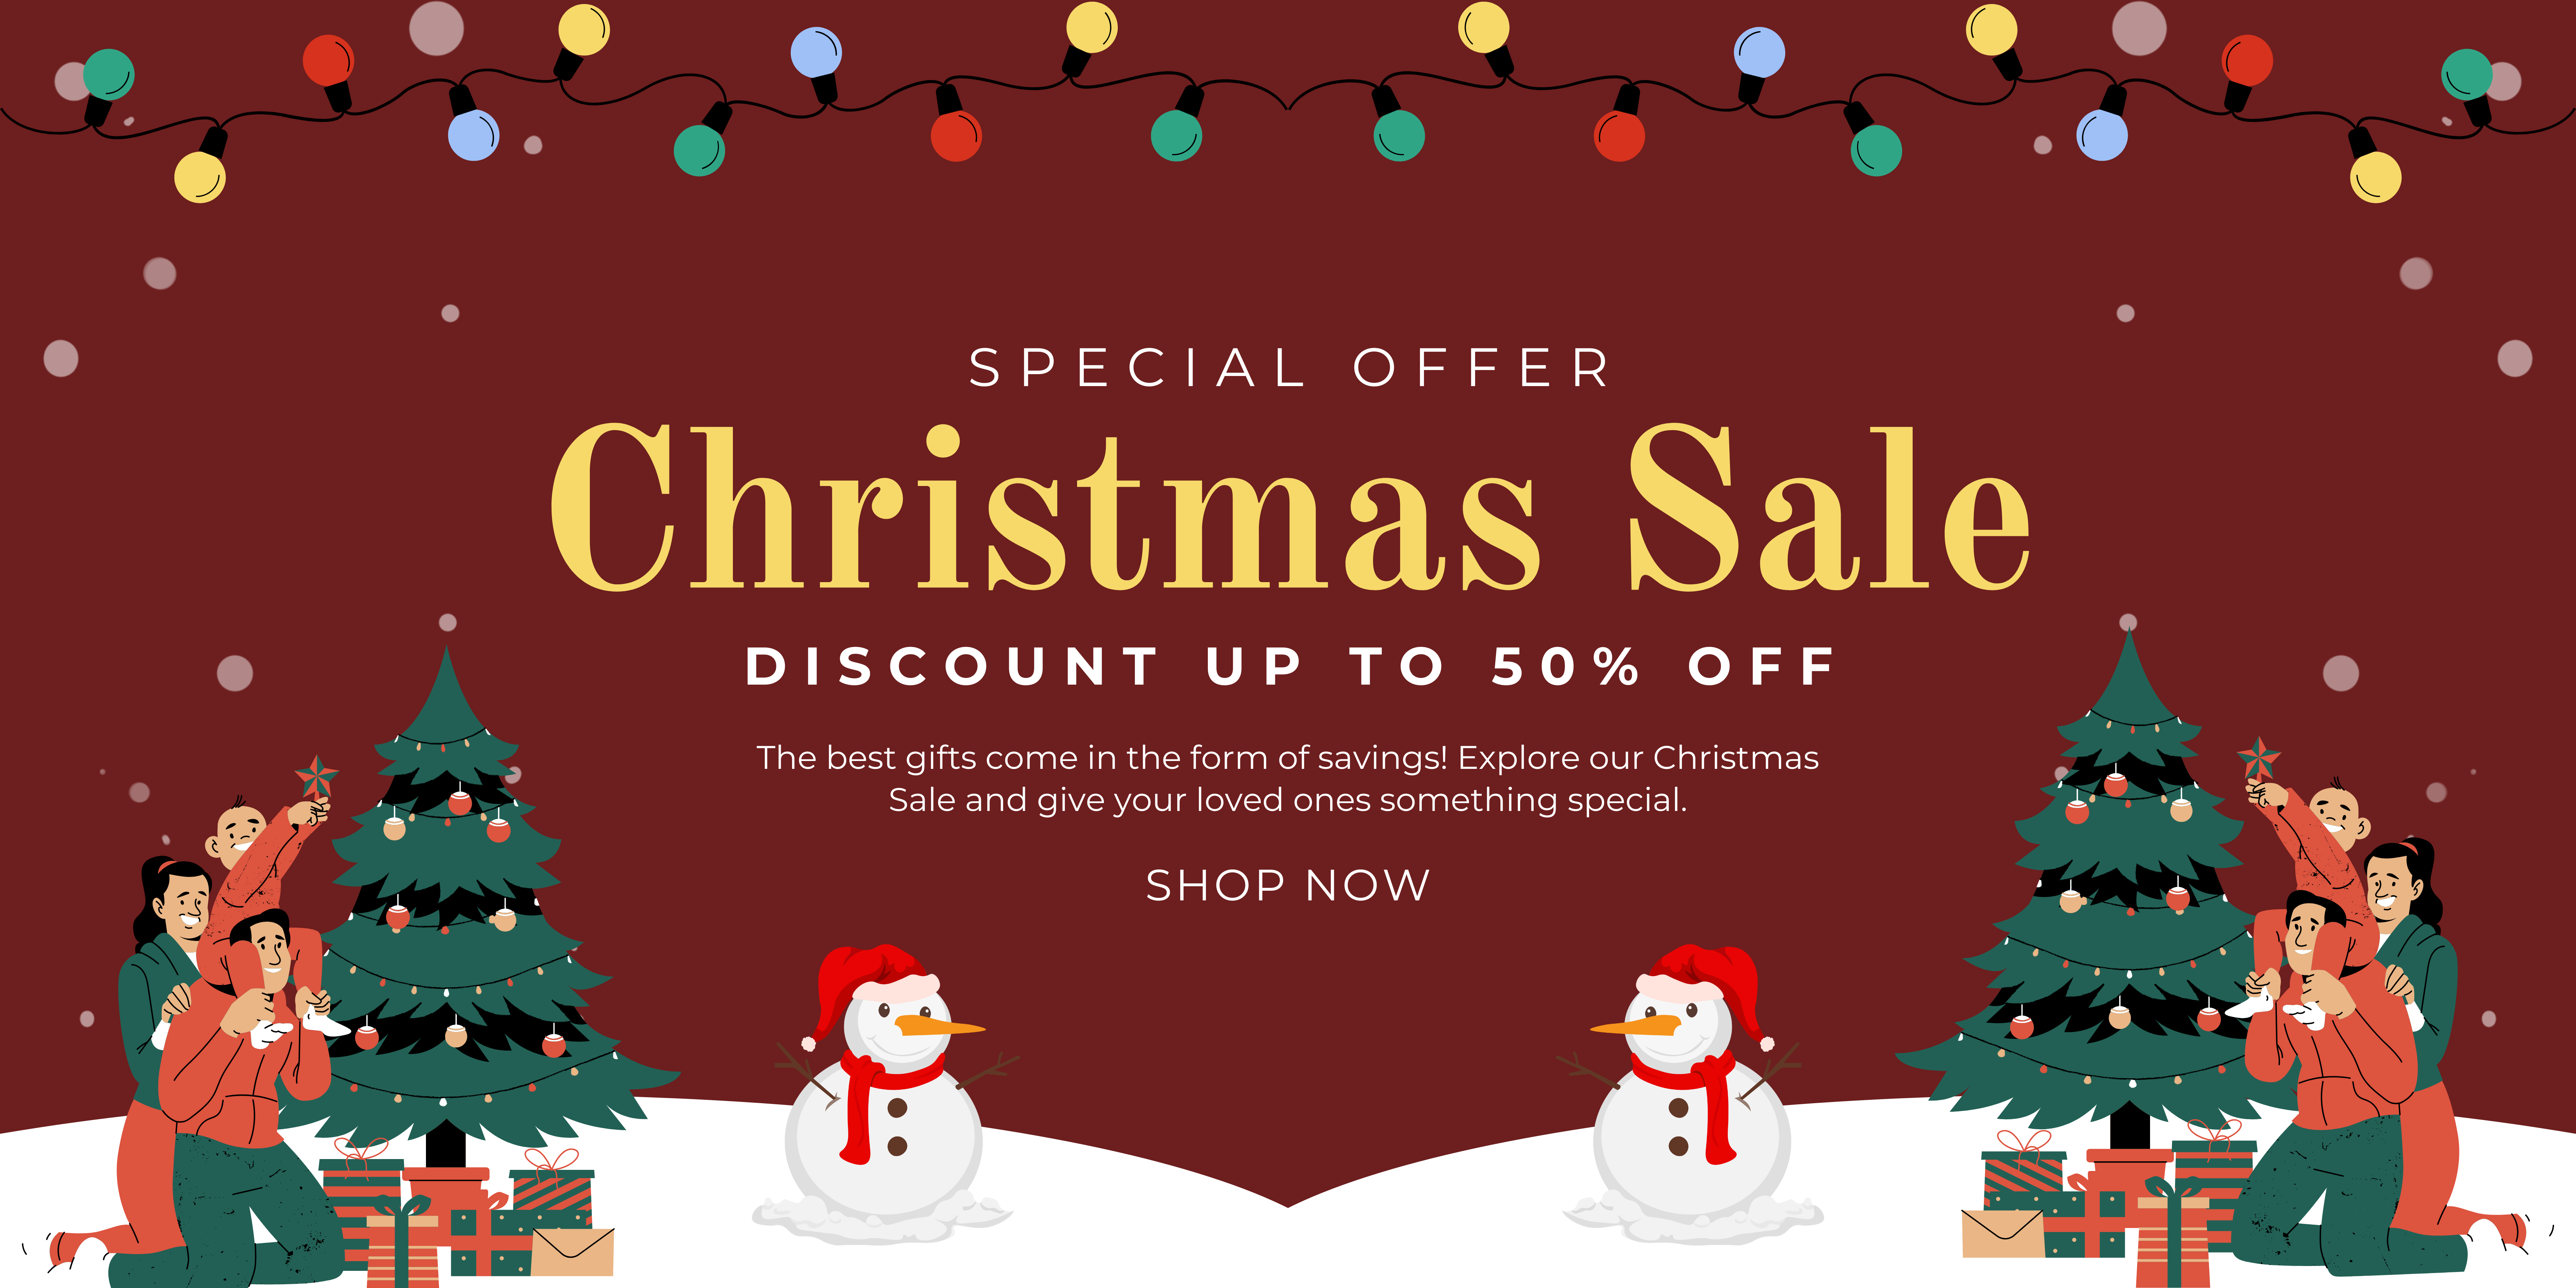 SPECIAL OFFER
Christmas Sale
DISCOUNT UP TO 50% OFF
The best gifts come in the form of savings! Explore our Christmas
Sale and give your loved ones something special.
SHOP NOW